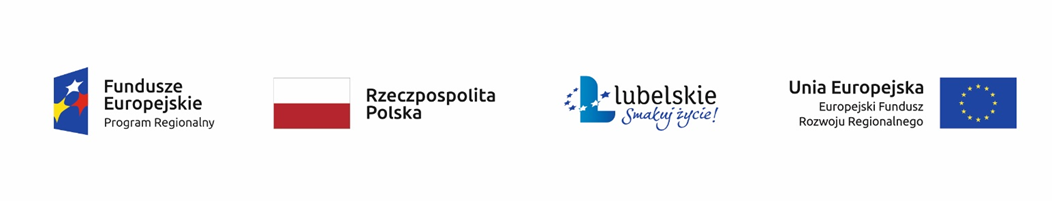 Fundusze
Europejskie
Program Regionalny
Rzeczpospolita
Polska
lubelskie
Smakuj życie!
Unia Europejska
Europejski Fundusz
Rozwoju Regionalnego